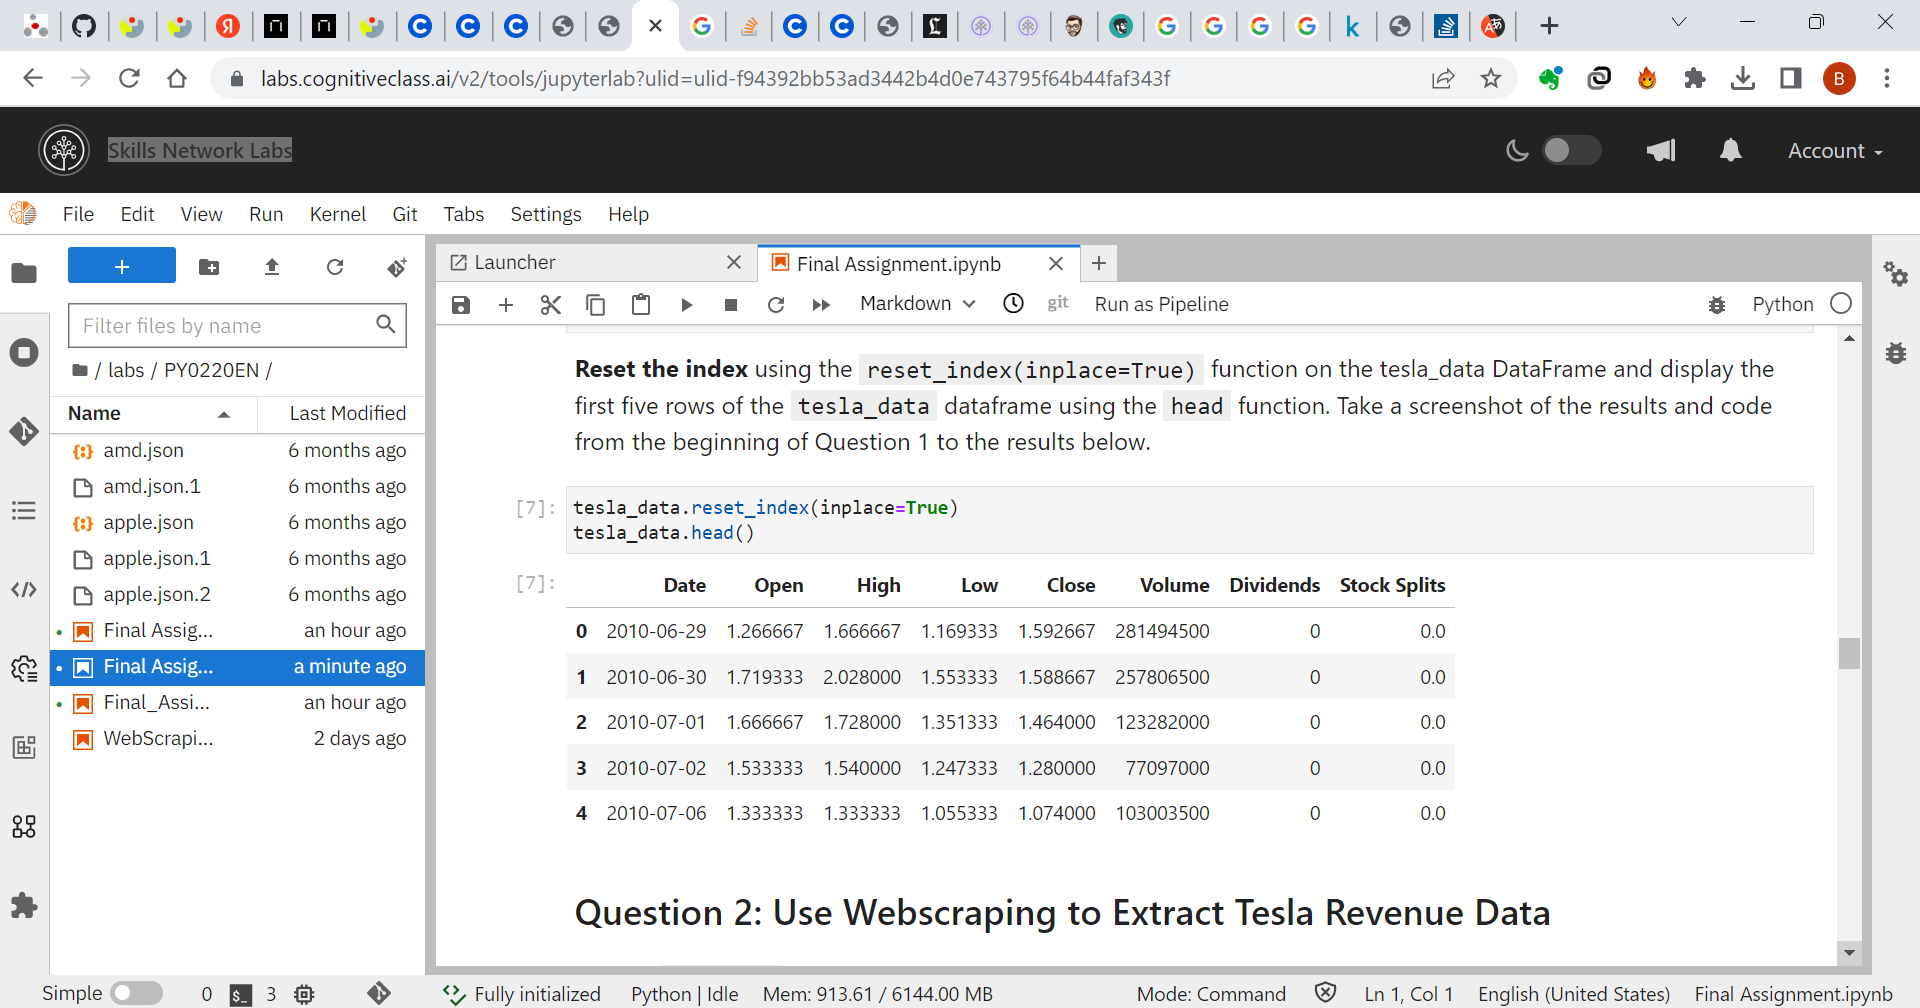 labs.cognitiveclass.ai/v2/tools/jupyterlab?ulid=ulid-f94392bb53ad3442b4d0e743795f64b44faf343f
B
Skills Network Labs
Account
File Edit View Run Kernel Git Tabs Settings Help
Launcher
Final Assignment.ipynb
Filter files by name
Markdown
git
Run as Pipeline
Python
/ labs / PY0220EN /
Name Last Modified
amd.json 6 months ago
amd.json.1 6 months ago
apple.json 6 months ago
apple.json.1 6 months ago
apple.json.2 6 months ago
Final Assig... an hour ago
Final Assig... a minute ago
Final_Assi... an hour ago
WebScrapi... 2 days ago
Reset the index using the reset_index(inplace=True) function on the tesla_data DataFrame and display the
first five rows of the tesla_data dataframe using the head function. Take a screenshot of the results and code
from the beginning of Question 1 to the results below.
[7]: tesla_data.reset_index(inplace=True)
tesla_data.head()
[7]: Date Open High Low Close Volume Dividends Stock Splits
0 2010-06-29 1.266667 1.666667 1.169333 1.592667 281494500 0 0.0
1 2010-06-30 1.719333 2.028000 1.553333 1.588667 257806500 0 0.0
2 2010-07-01 1.666667 1.728000 1.351333 1.464000 123282000 0 0.0
3 2010-07-02 1.533333 1.540000 1.247333 1.280000 77097000 0 0.0
4 2010-07-06 1.333333 1.333333 1.055333 1.074000 103003500 0 0.0
Question 2: Use Webscraping to Extract Tesla Revenue Data
Simple 0 3 Fully initialized Python | Idle Mem: 913.61 / 6144.00 MB Mode: Command Ln 1, Col 1 English (United States) Final Assignment.ipynb